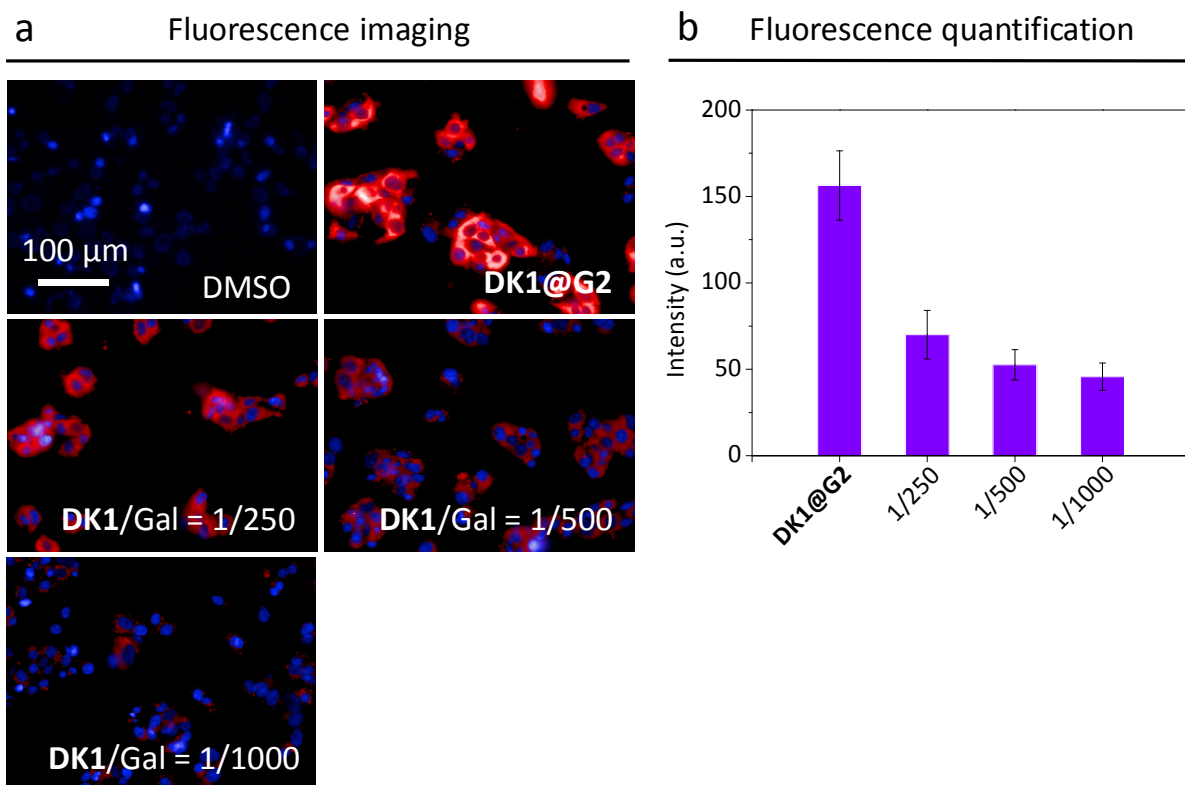 a Fluorescence imaging
100 μm
DMSO
DK1@G2
DK1/Gal = 1/250
DK1/Gal = 1/500
DK1/Gal = 1/1000
b Fluorescence quantification
200
150
100
50
0
Intensity (a.u.)
DK1@G2
1/250
1/500
1/1000